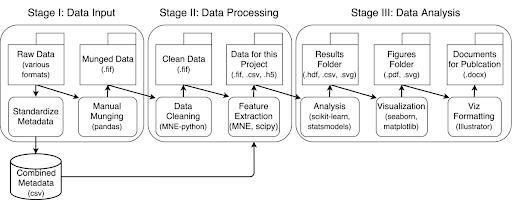 Stage I: Data Input
Stage II: Data Processing
Stage III: Data Analysis
Raw Data
(various
formats)
Munged Data
(.fif)
Clean Data
(.fif)
Data for this
Project
(.fif, .csv, .h5)
Results
Folder
(.hdf, .csv, .svg)
Figures
Folder
(.pdf, .svg)
Documents
for Publcation
(.docx)
Standardize
Metadata
Manual
Munging
(pandas)
Data
Cleaning
(MNE-python)
Feature
Extraction
(MNE, scipy)
Analysis
(scikit-learn,
statsmodels)
Visualization
(seaborn,
matplotlib)
Viz
Formatting
(Illustrator)
Combined
Metadata
(csv)